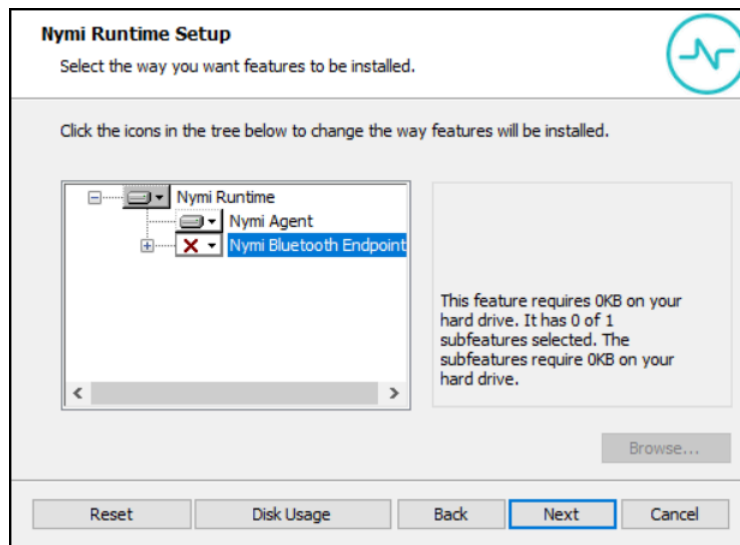 Nymi Runtime Setup
Select the way you want features to be installed.
Click the icons in the tree below to change the way features will be installed.
Nymi Runtime
Nymi Agent
Nymi Bluetooth Endpoint
This feature requires 0KB on your
hard drive. It has 0 of 1
subfeatures selected. The
subfeatures require 0KB on your
hard drive.
Browse...
Reset
Disk Usage
Back
Next
Cancel